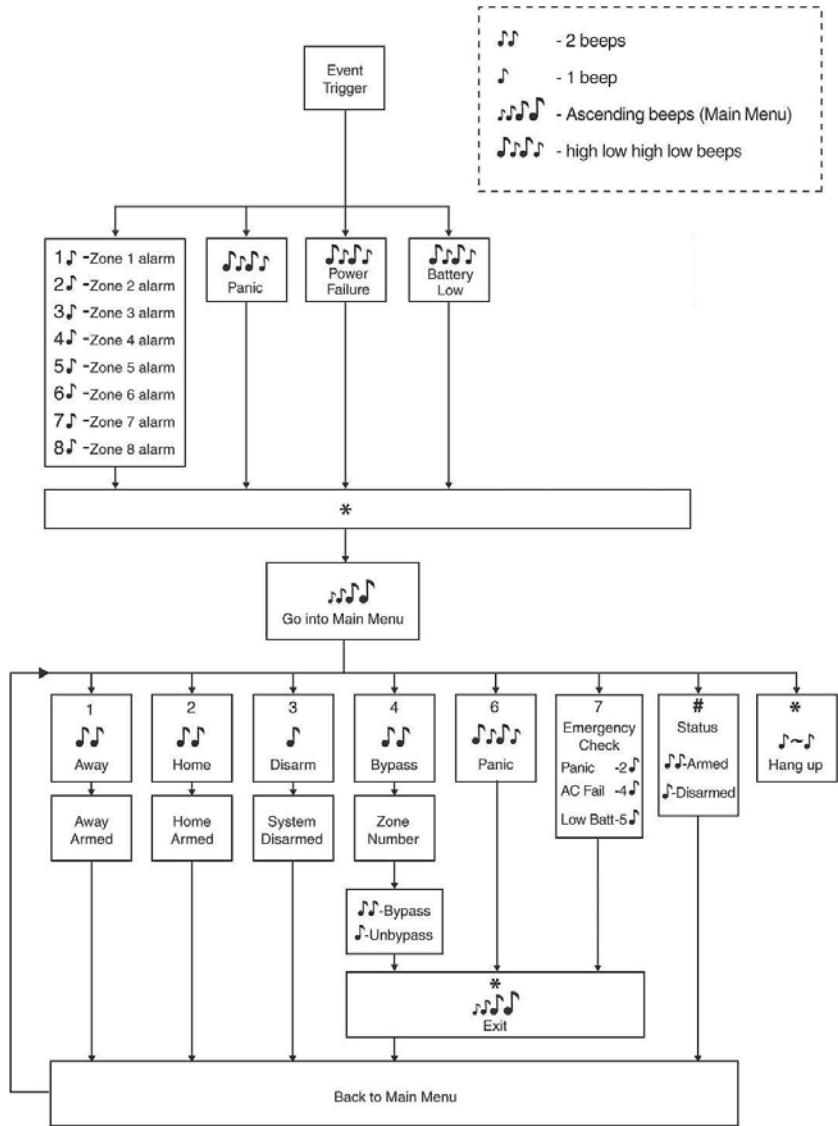 - 2 beeps
- 1 beep
- Ascending beeps (Main Menu)
- high low high low beeps
Event
Trigger
1 -Zone 1 alarm
2 -Zone 2 alarm
3 -Zone 3 alarm
4 -Zone 4 alarm
5 -Zone 5 alarm
6 -Zone 6 alarm
7 -Zone 7 alarm
8 -Zone 8 alarm
Panic
Power
Failure
Battery
Low
*
Go into Main Menu
1
Away
2
Home
3
Disarm
4
Bypass
6
Panic
7
Emergency
Check
Panic -2
AC Fail -4
Low Batt-5
#
Status
-Armed
-Disarmed
*
~
Hang up
Away
Armed
Home
Armed
System
Disarmed
Zone
Number
-Bypass
-Unbypass
*
Exit
Back to Main Menu